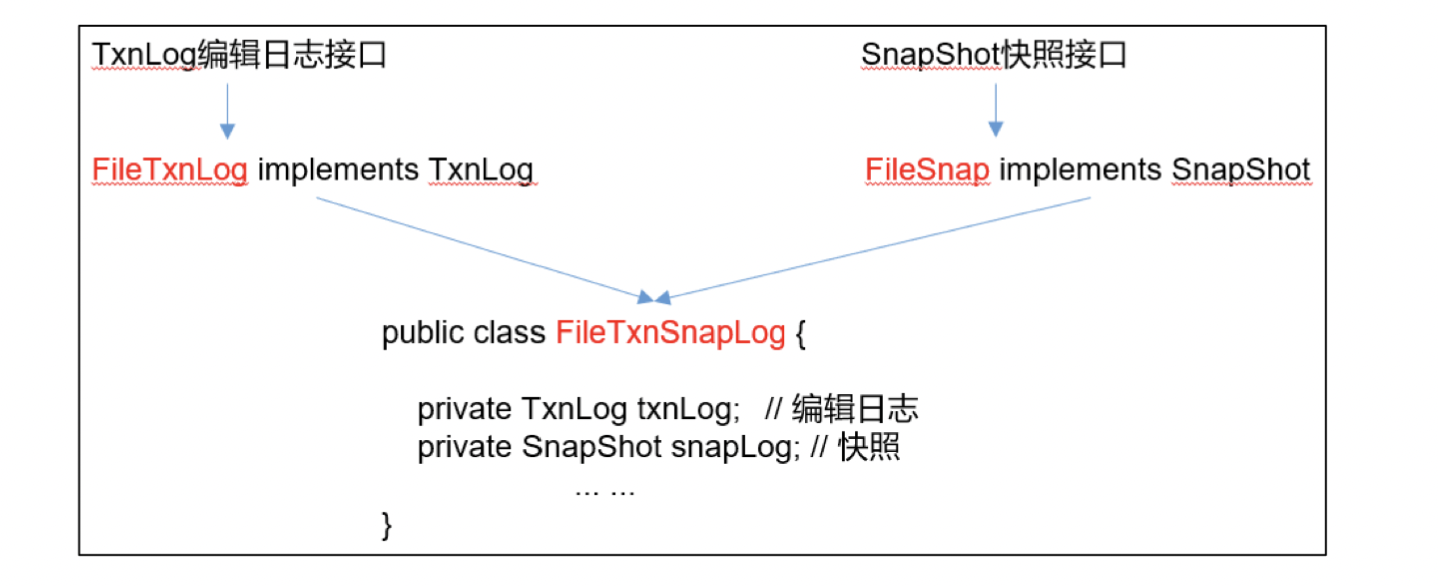 TxnLog编辑日志接口
SnapShot快照接口
FileTxnLog implements TxnLog
FileSnap implements SnapShot
public class FileTxnSnapLog {
private TxnLog txnLog; // 编辑日志
private SnapShot snapLog; // 快照
... ...
}